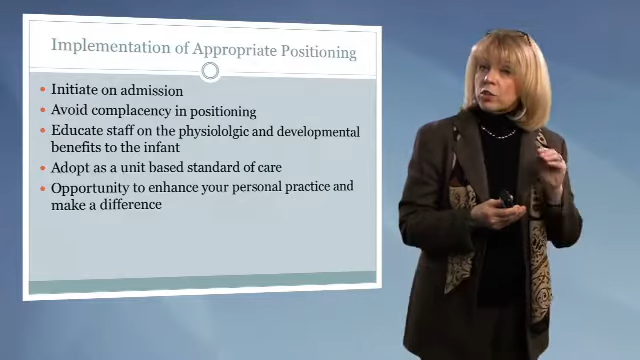 Implementation of Appropriate Positioning
Initiate on admission
Avoid complacency in positioning
Educate staff on the physiololgic and developmental
benefits to the infant
Adopt as a unit based standard of care
Opportunity to enhance your personal practice and
make a difference